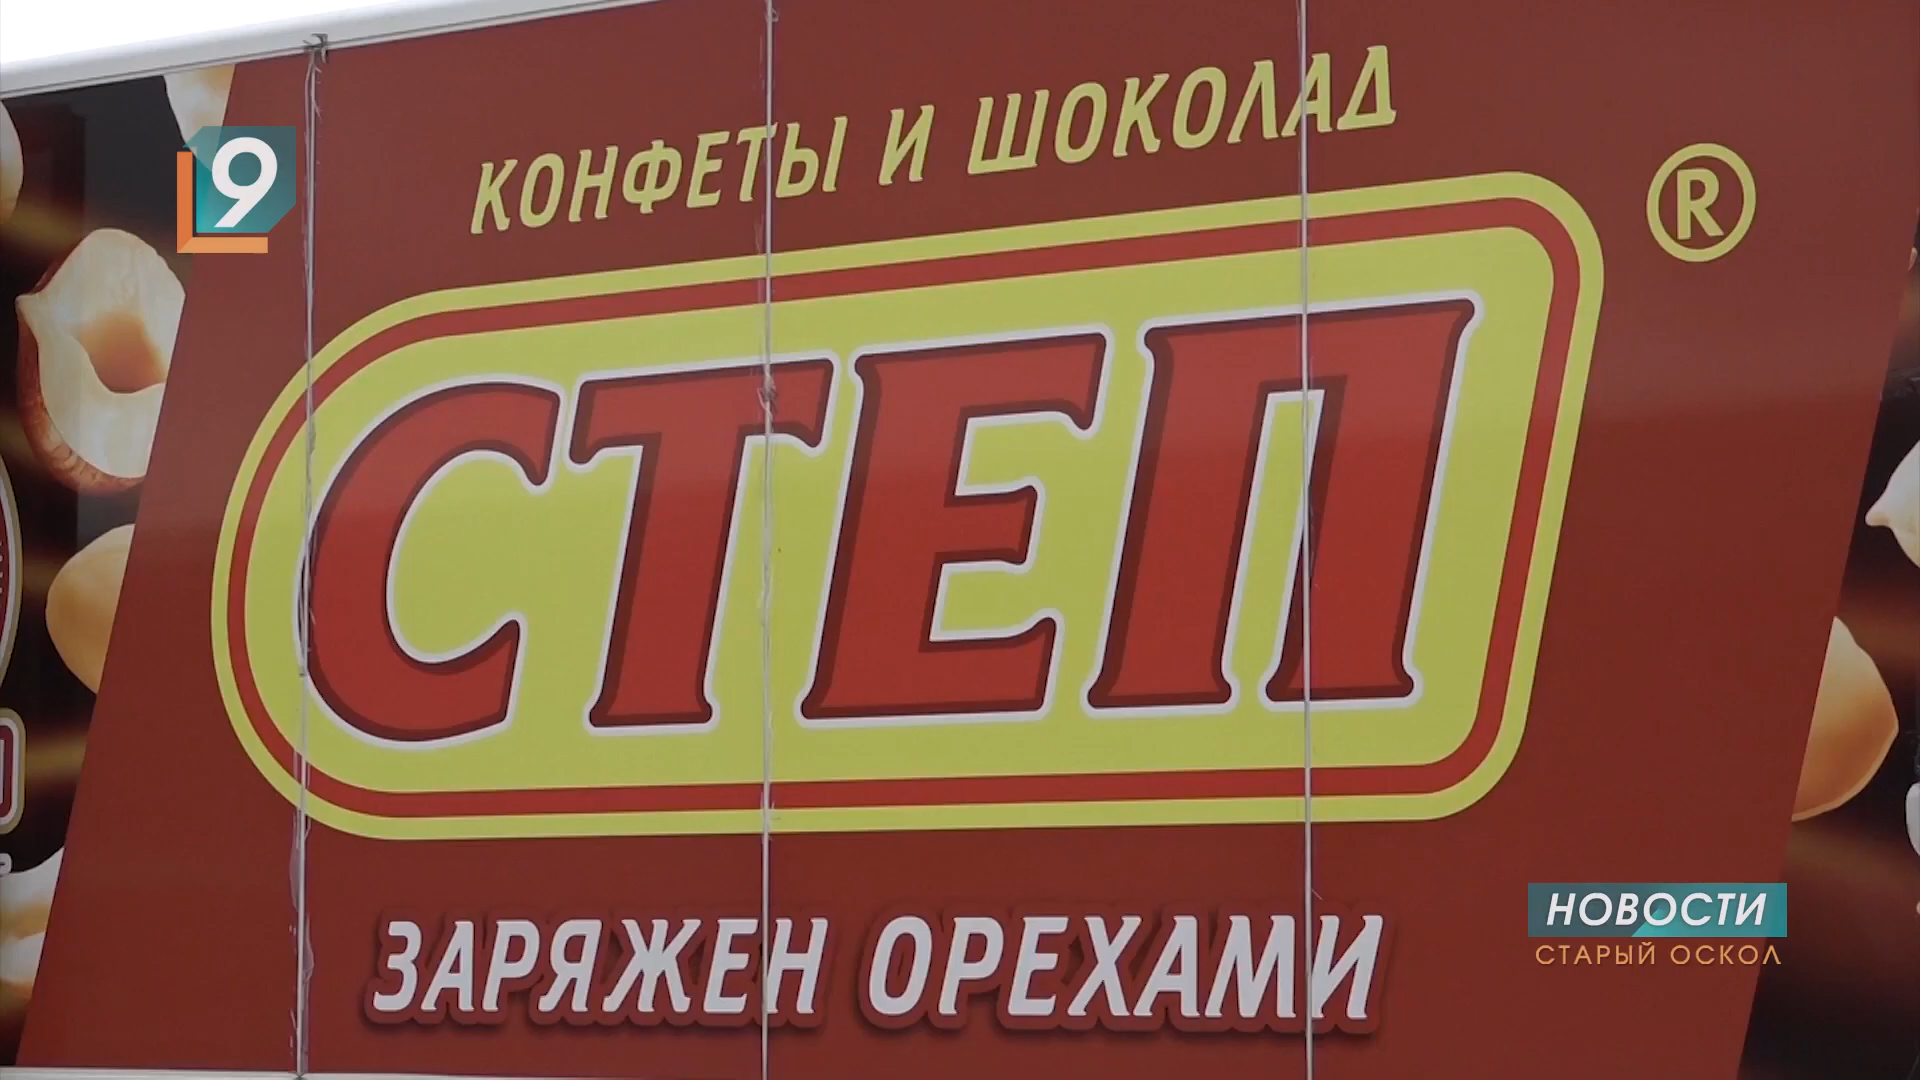 КОНФЕТЫ И ШОКОЛАД
®
СТЕП
ЗАРЯЖЕН ОРЕХАМИ
9
НОВОСТИ
СТАРЫЙ ОСКОЛ